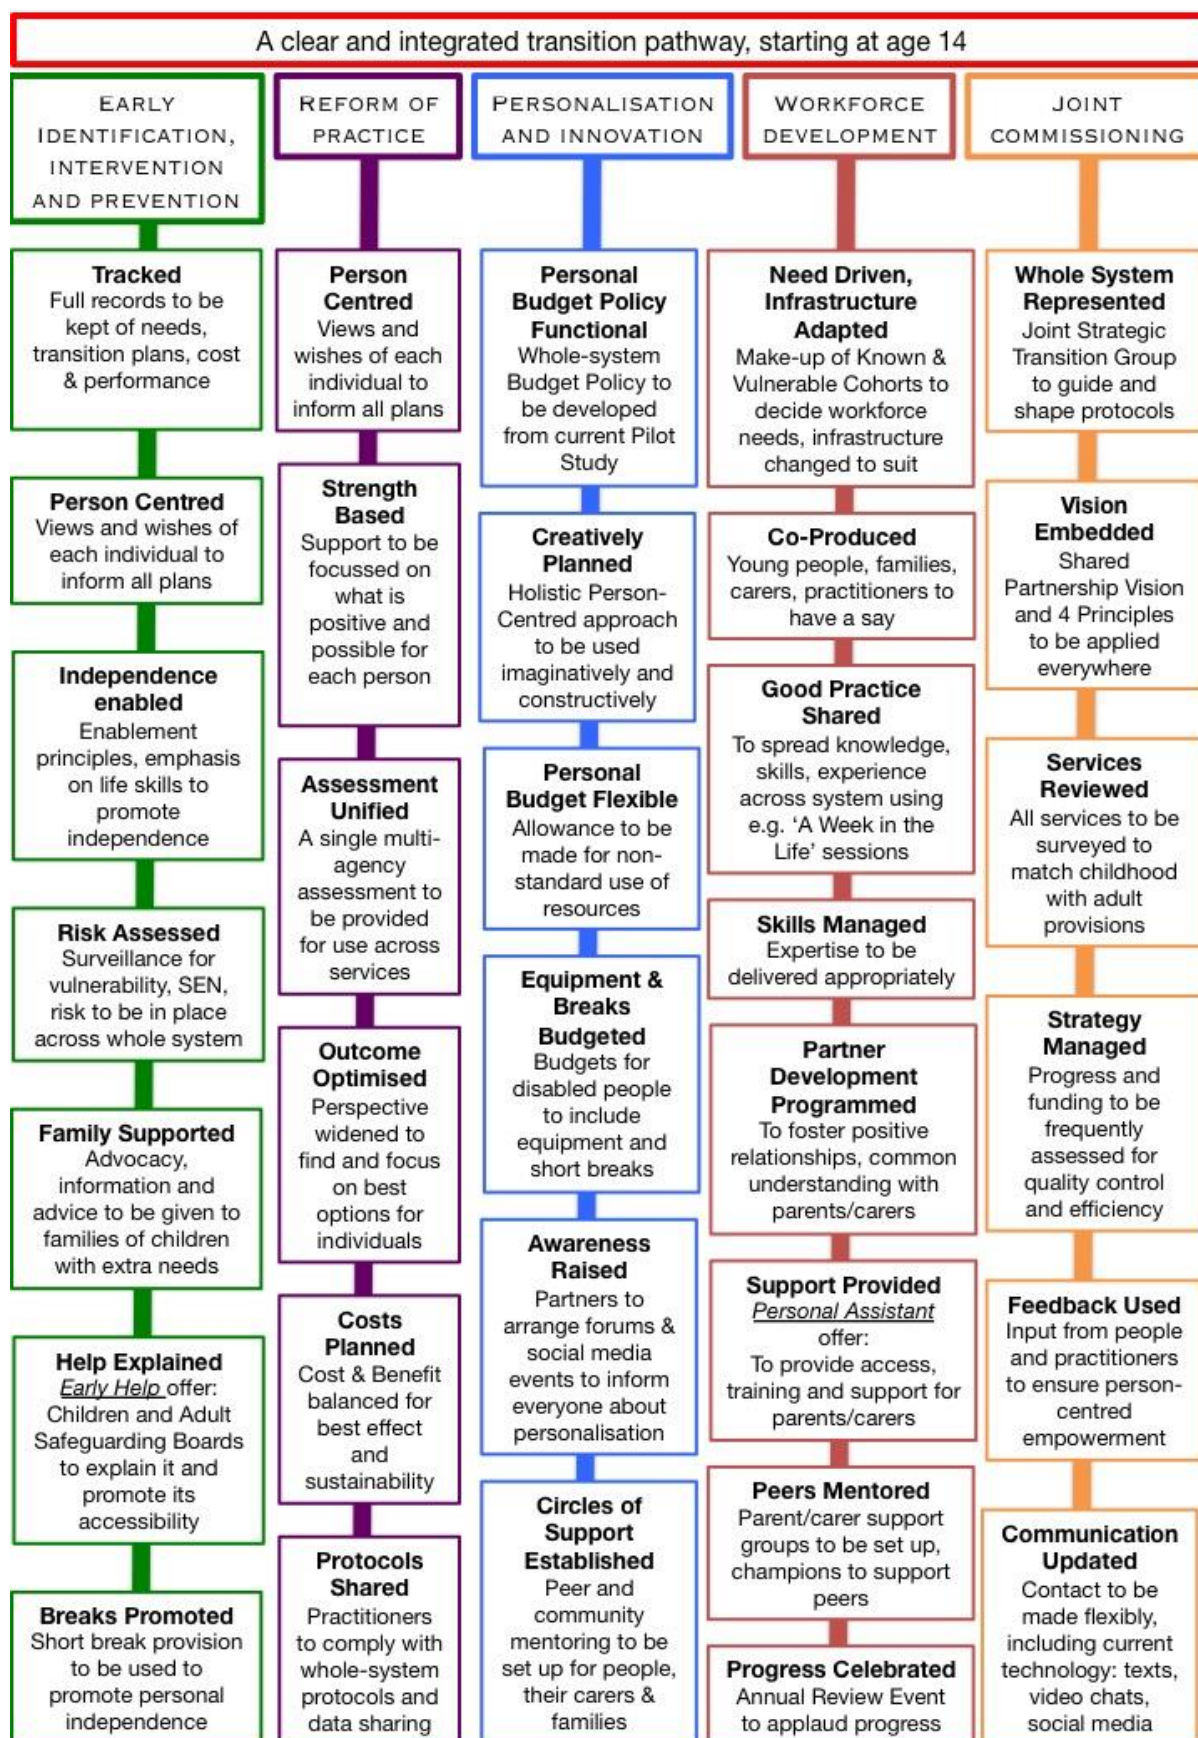 A clear and integrated transition pathway, starting at age 14
EARLY
IDENTIFICATION,
INTERVENTION
AND PREVENTION
Tracked
Full records to be
kept of needs,
transition plans, cost
& performance
Person Centred
Views and wishes of
each individual to
inform all plans
Independence
enabled
Enablement
principles, emphasis
on life skills to
promote
independence
Risk Assessed
Surveillance for
vulnerability, SEN,
risk to be in place
across whole system
Family Supported
Advocacy,
information and
advice to be given to
families of children
with extra needs
Help Explained
Early Help offer:
Children and Adult
Safeguarding Boards
to explain it and
promote its
accessibility
Breaks Promoted
Short break provision
to be used to
promote personal
independence
REFORM OF
PRACTICE
Person
Centred
Views and
wishes of each
individual to
inform all plans
Strength
Based
Support to be
focussed on
what is
positive and
possible for
each person
Assessment
Unified
A single multi-
agency
assessment to
be provided
for use across
services
Outcome
Optimised
Perspective
widened to
find and focus
on best
options for
individuals
Costs
Planned
Cost & Benefit
balanced for
best effect
and
sustainability
Protocols
Shared
Practitioners
to comply with
whole-system
protocols and
data sharing
PERSONALISATION
AND INNOVATION
Personal
Budget Policy
Functional
Whole-system
Budget Policy to
be developed
from current Pilot
Study
Creatively
Planned
Holistic Person-
Centred approach
to be used
imaginatively and
constructively
Personal
Budget Flexible
Allowance to be
made for non-
standard use of
resources
Equipment &
Breaks
Budgeted
Budgets for
disabled people
to include
equipment and
short breaks
Awareness
Raised
Partners to
arrange forums &
social media
events to inform
everyone about
personalisation
Circles of
Support
Established
Peer and
community
mentoring to be
set up for people,
their carers &
families
WORKFORCE
DEVELOPMENT
Need Driven,
Infrastructure
Adapted
Make-up of Known &
Vulnerable Cohorts to
decide workforce
needs, infrastructure
changed to suit
Co-Produced
Young people, families,
carers, practitioners to
have a say
Good Practice
Shared
To spread knowledge,
skills, experience
across system using
e.g. 'A Week in the
Life' sessions
Skills Managed
Expertise to be
delivered appropriately
Partner
Development
Programmed
To foster positive
relationships, common
understanding with
parents/carers
Support Provided
Personal Assistant
offer:
To provide access,
training and support for
parents/carers
Peers Mentored
Parent/carer support
groups to be set up,
champions to support
peers
Progress Celebrated
Annual Review Event
to applaud progress
JOINT
COMMISSIONING
Whole System
Represented
Joint Strategic
Transition Group
to guide and
shape protocols
Vision
Embedded
Shared
Partnership Vision
and 4 Principles
to be applied
everywhere
Services
Reviewed
All services to be
surveyed to
match childhood
with adult
provisions
Strategy
Managed
Progress and
funding to be
frequently
assessed for
quality control
and efficiency
Feedback Used
Input from people
and practitioners
to ensure person-
centred
empowerment
Communication
Updated
Contact to be
made flexibly,
including current
technology: texts,
video chats,
social media